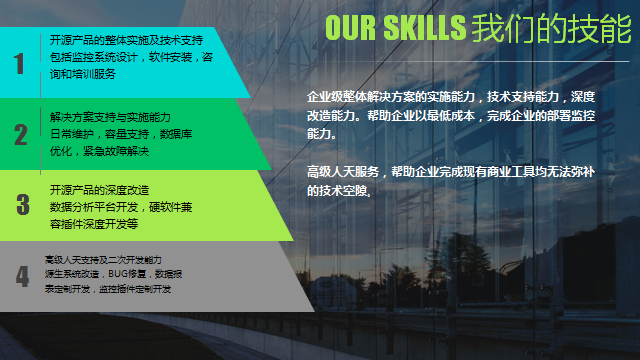 OUR SKILLS 我们的技能
1
开源产品的整体实施及技术支持
包括监控系统设计，软件安装，咨
询和培训服务
2
解决方案支持与实施能力
日常维护，容量支持，数据库
优化，紧急故障解决
3
开源产品的深度改造
数据分析平台开发，硬软件兼
容插件深度开发等
4
高级人天支持及二次开发能力
源生系统改造，BUG修复，数据报
表定制开发，监控插件定制开发
企业级整体解决方案的实施能力，技术支持能力，深度
改造能力。帮助企业以最低成本，完成企业的部署监控
能力。
高级人天服务，帮助企业完成现有商业工具均无法弥补
的技术空隙。